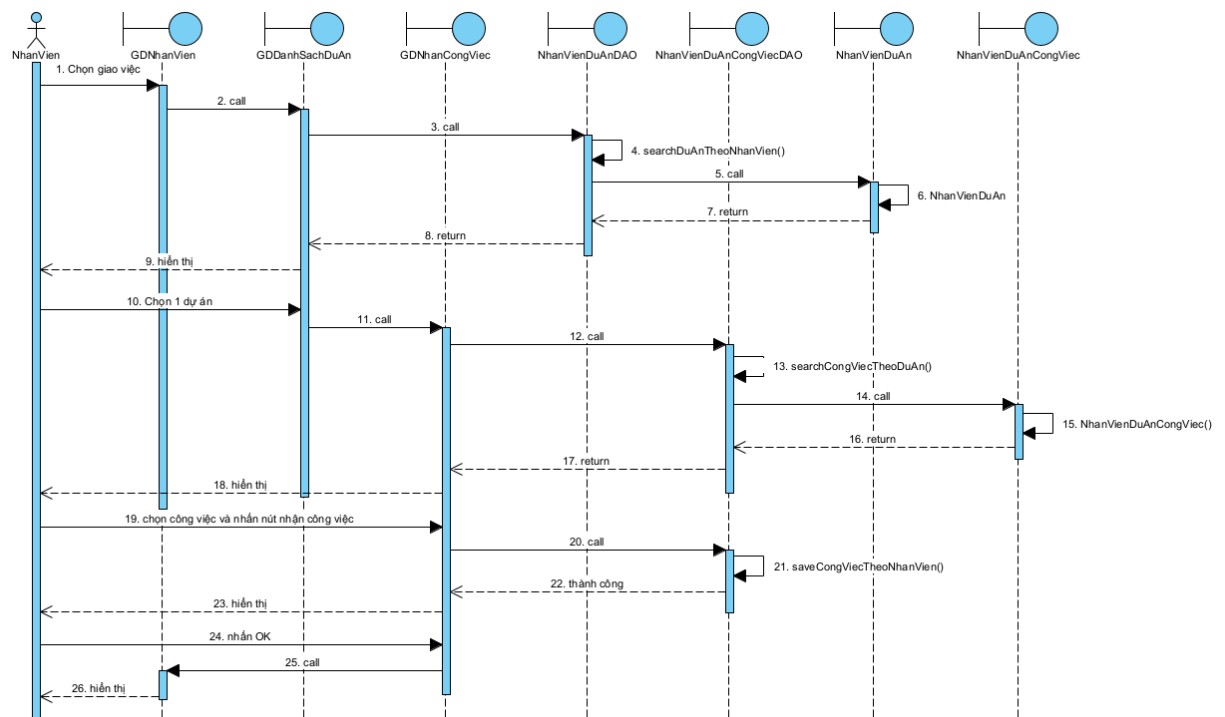 NhanVien
GDNhanVien
GDDanhSachDuAn
GDNhanCongViec
NhanVienDuAnDAO
NhanVienDuAnCongViecDAO
NhanVienDuAn
NhanVienDuAnCongViec
1. Chọn giao việc
2. call
3. call
4. searchDuAnTheoNhanVien()
5. call
6. NhanVienDuAn
7. return
8. return
9. hiển thị
10. Chọn 1 dự án
11. call
12. call
13. searchCongViecTheoDuAn()
14. call
15. NhanVienDuAnCongViec()
16. return
17. return
18. hiển thị
19. chọn công việc và nhấn nút nhận công việc
20. call
21. saveCongViecTheoNhanVien()
22. thành công
23. hiển thị
24. nhấn OK
25. call
26. hiển thị